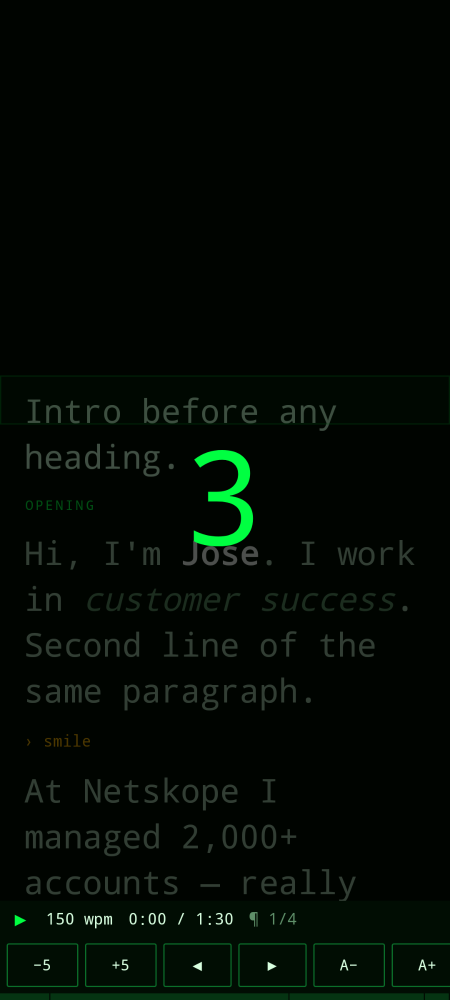 Intro before any
heading.
3
OPENING
Hi, I'm Jose. I work
in customer success.
Second line of the
same paragraph.
› smile
At Netskope I
managed 2,000+
accounts — really
▶ 150 wpm 0:00 / 1:30 ¶ 1/4
−5 +5 ◀ ▶ A− A+